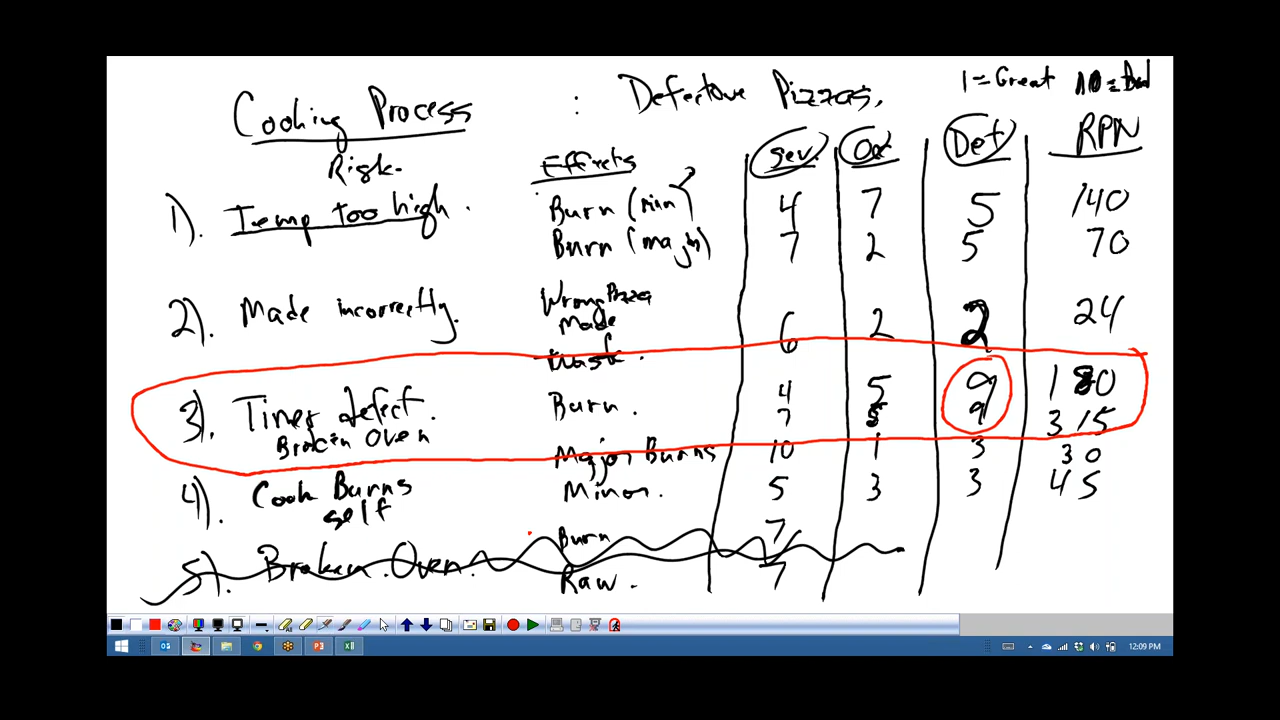 Cooking Process : Defective Pizzas. 1=Great 10=Bad
Risk. Effects Sev. Occ Det RPN
1). Temp too high. Burn (min) 4 7 5 140
Burn (major) 7 2 5 70
2). Made incorrectly. Wrong Pizza
Made 6 2 2 24
3). Timer defect. Burn. 4 5 9 180
Broken Oven 7 5 9 315
Major Burns 10 1 3 30
4). Cook Burns Minor. 5 3 3 45
self
Burn 7
5). Broken Oven. Raw. 7
12:09 PM